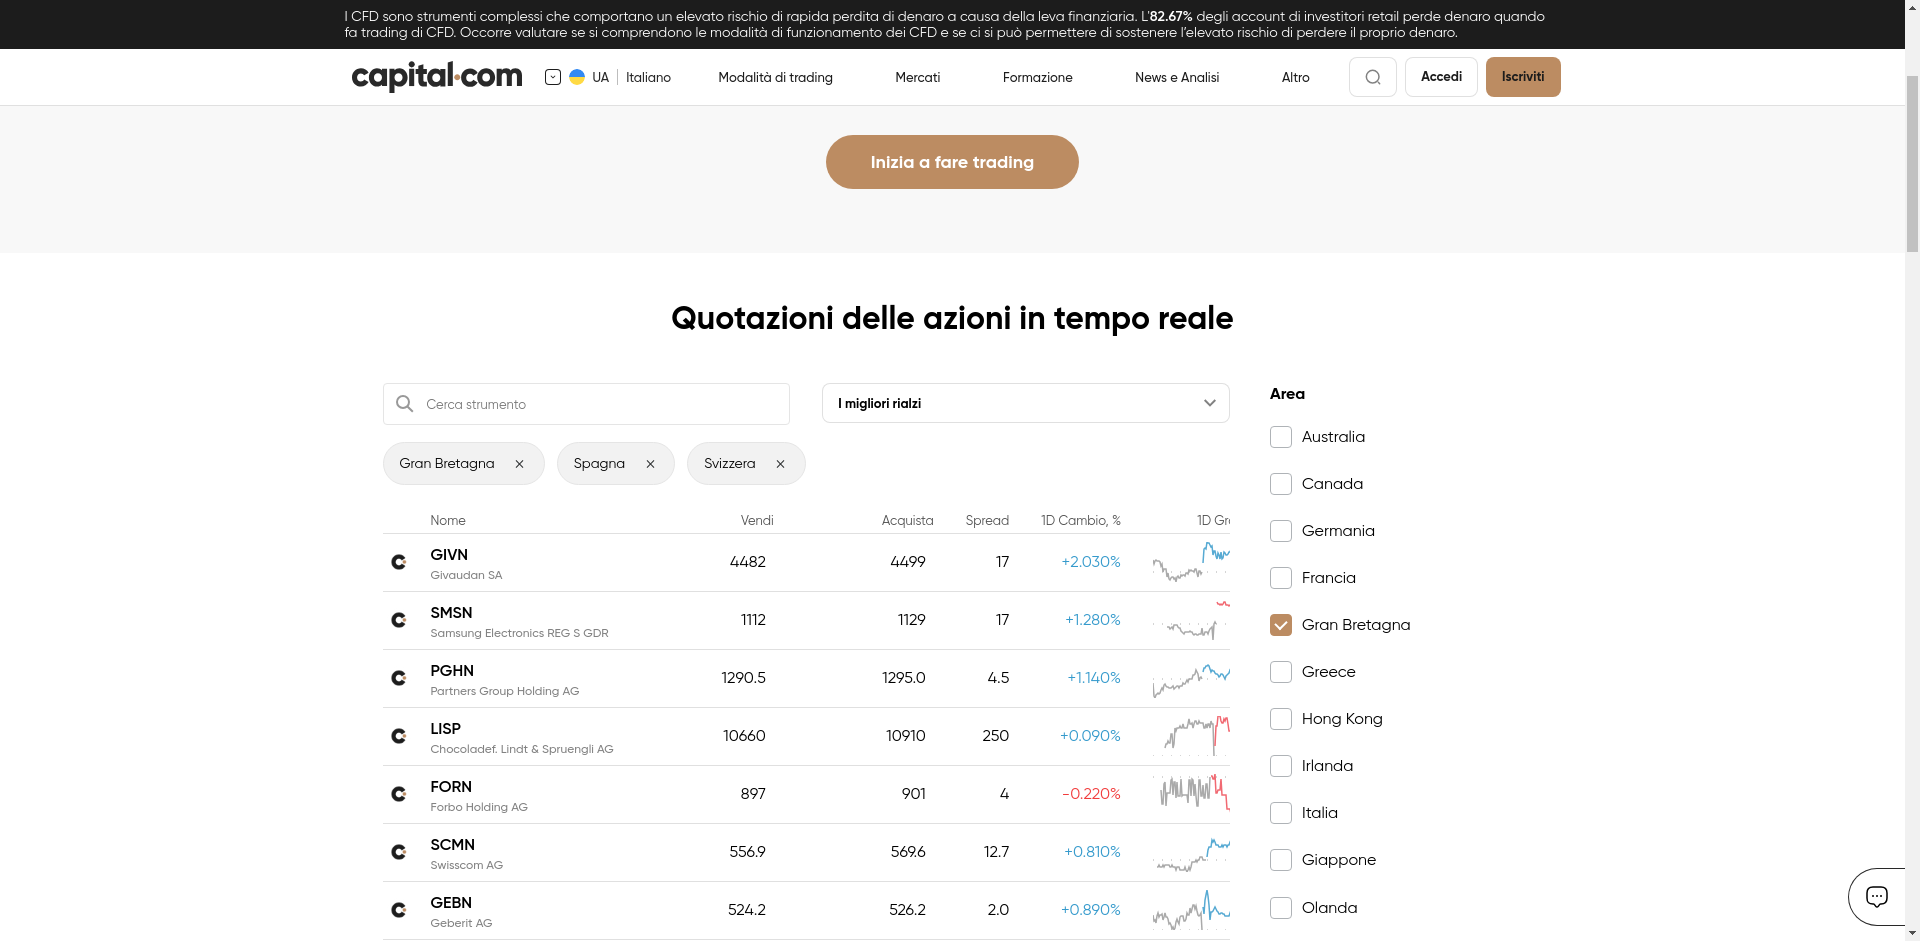 I CFD sono strumenti complessi che comportano un elevato rischio di rapida perdita di denaro a causa della leva finanziaria. L'82.67% degli account di investitori retail perde denaro quando
fa trading di CFD. Occorre valutare se si comprendono le modalità di funzionamento dei CFD e se ci si può permettere di sostenere l'elevato rischio di perdere il proprio denaro.
capital.com UA Italiano Modalità di trading Mercati Formazione News e Analisi Altro Accedi Iscriviti
Inizia a fare trading
Quotazioni delle azioni in tempo reale
Cerca strumento
I migliori rialzi
Gran Bretagna × Spagna × Svizzera ×
Nome Vendi Acquista Spread 1D Cambio, % 1D Gr
GIVN 4482 4499 17 +2.030%
Givaudan SA
SMSN 1112 1129 17 +1.280%
Samsung Electronics REG S GDR
PGHN 1290.5 1295.0 4.5 +1.140%
Partners Group Holding AG
LISP 10660 10910 250 +0.090%
Chocoladef. Lindt & Spruengli AG
FORN 897 901 4 −0.220%
Forbo Holding AG
SCMN 556.9 569.6 12.7 +0.810%
Swisscom AG
GEBN 524.2 526.2 2.0 +0.890%
Geberit AG
Area
Australia
Canada
Germania
Francia
Gran Bretagna
Greece
Hong Kong
Irlanda
Italia
Giappone
Olanda